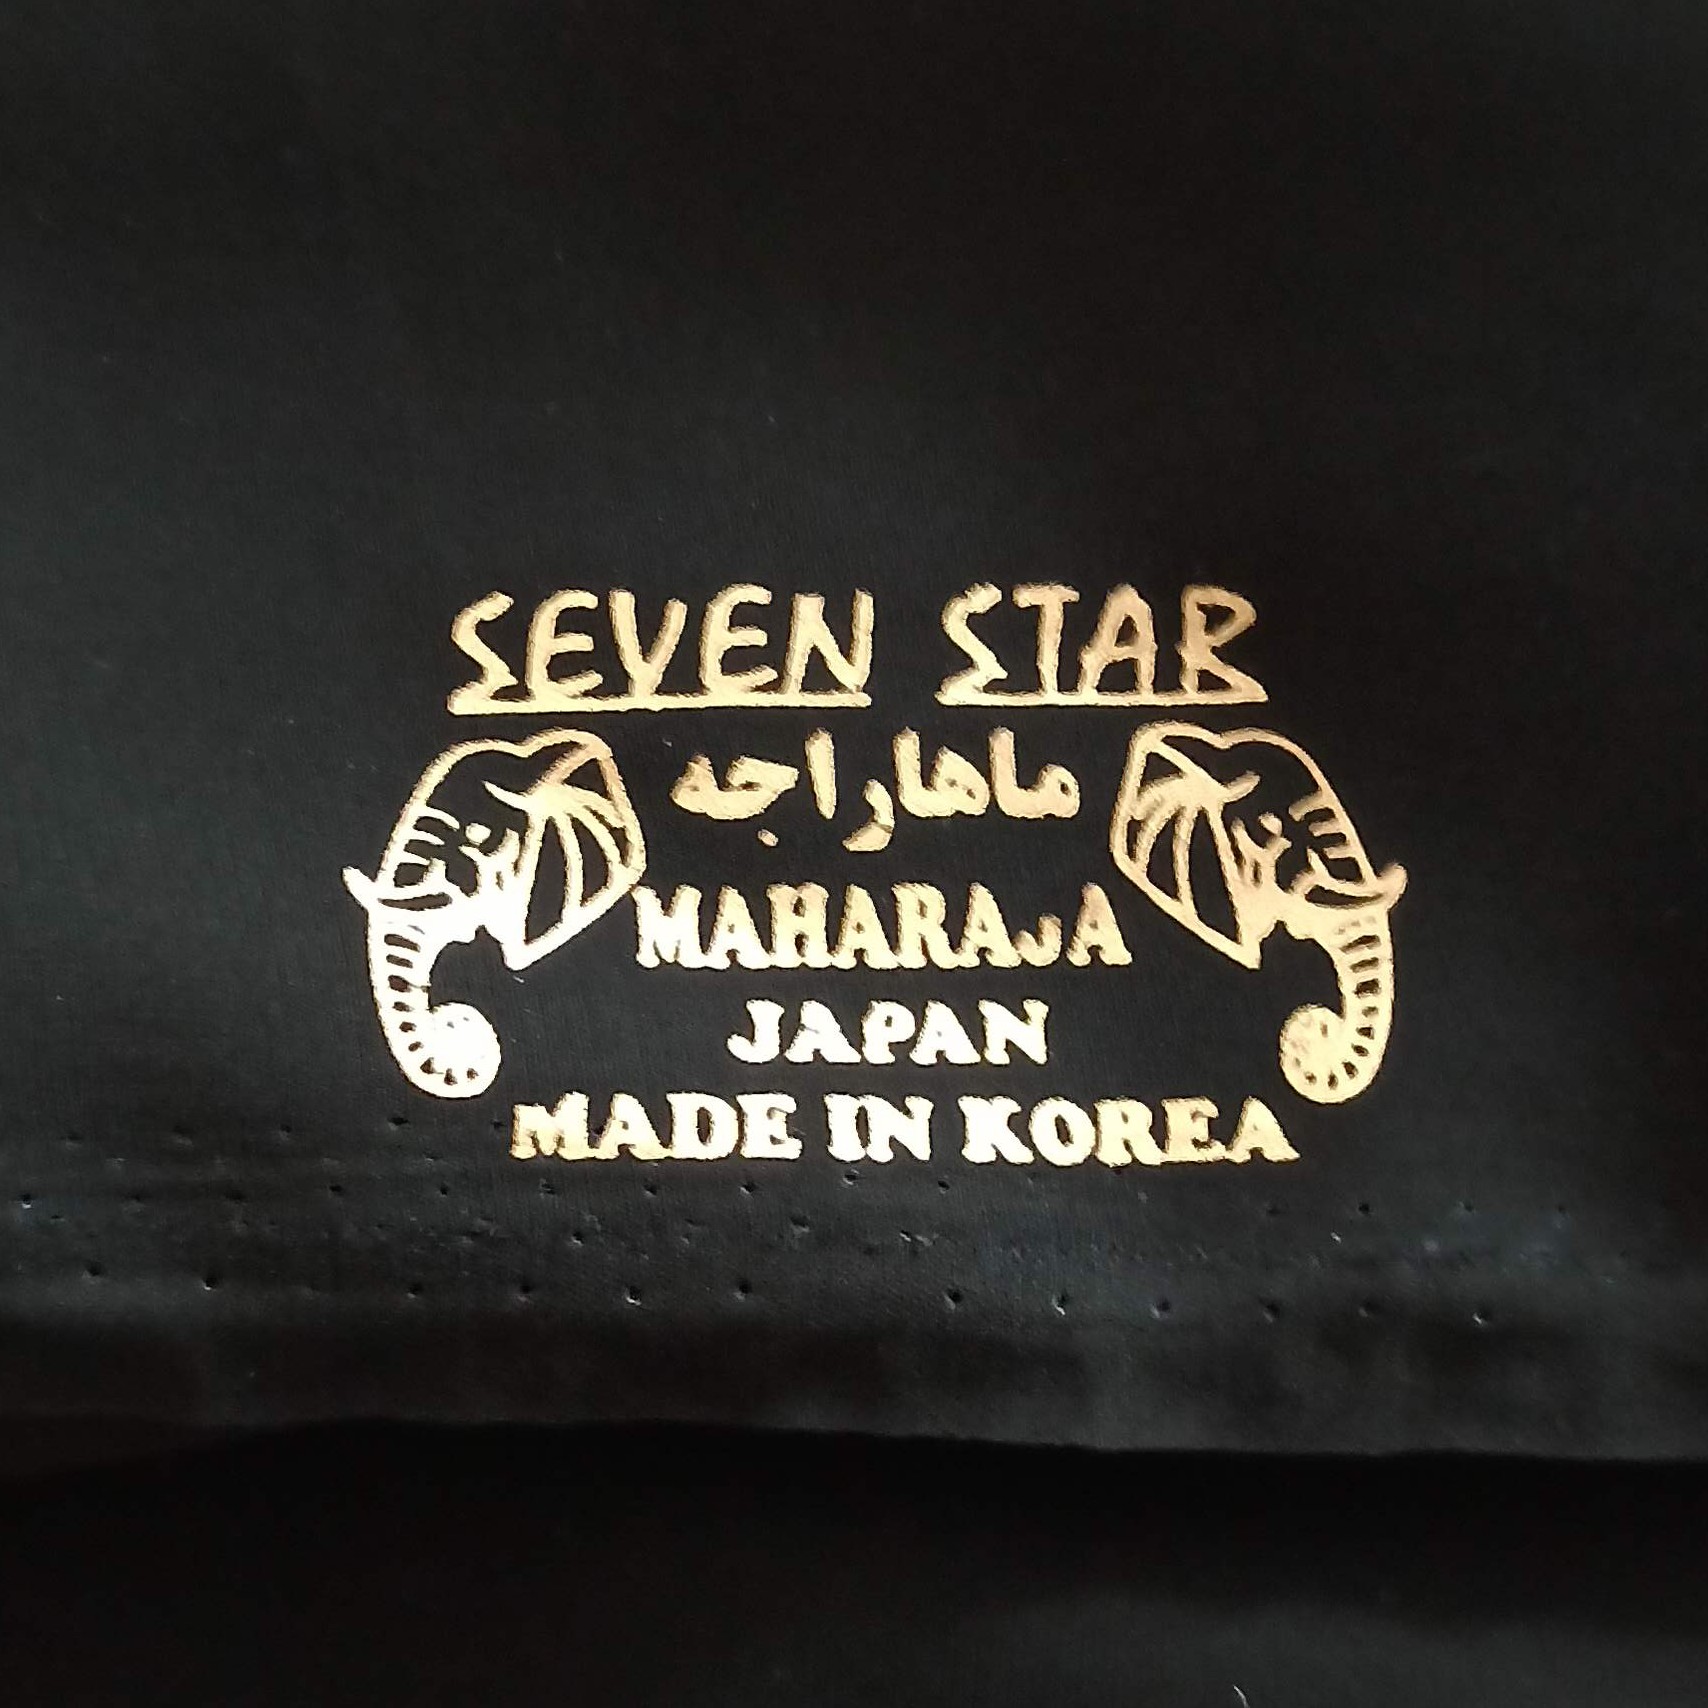 SEVEN STAR
ماهاراجه
MAHARAJA
JAPAN
MADE IN KOREA